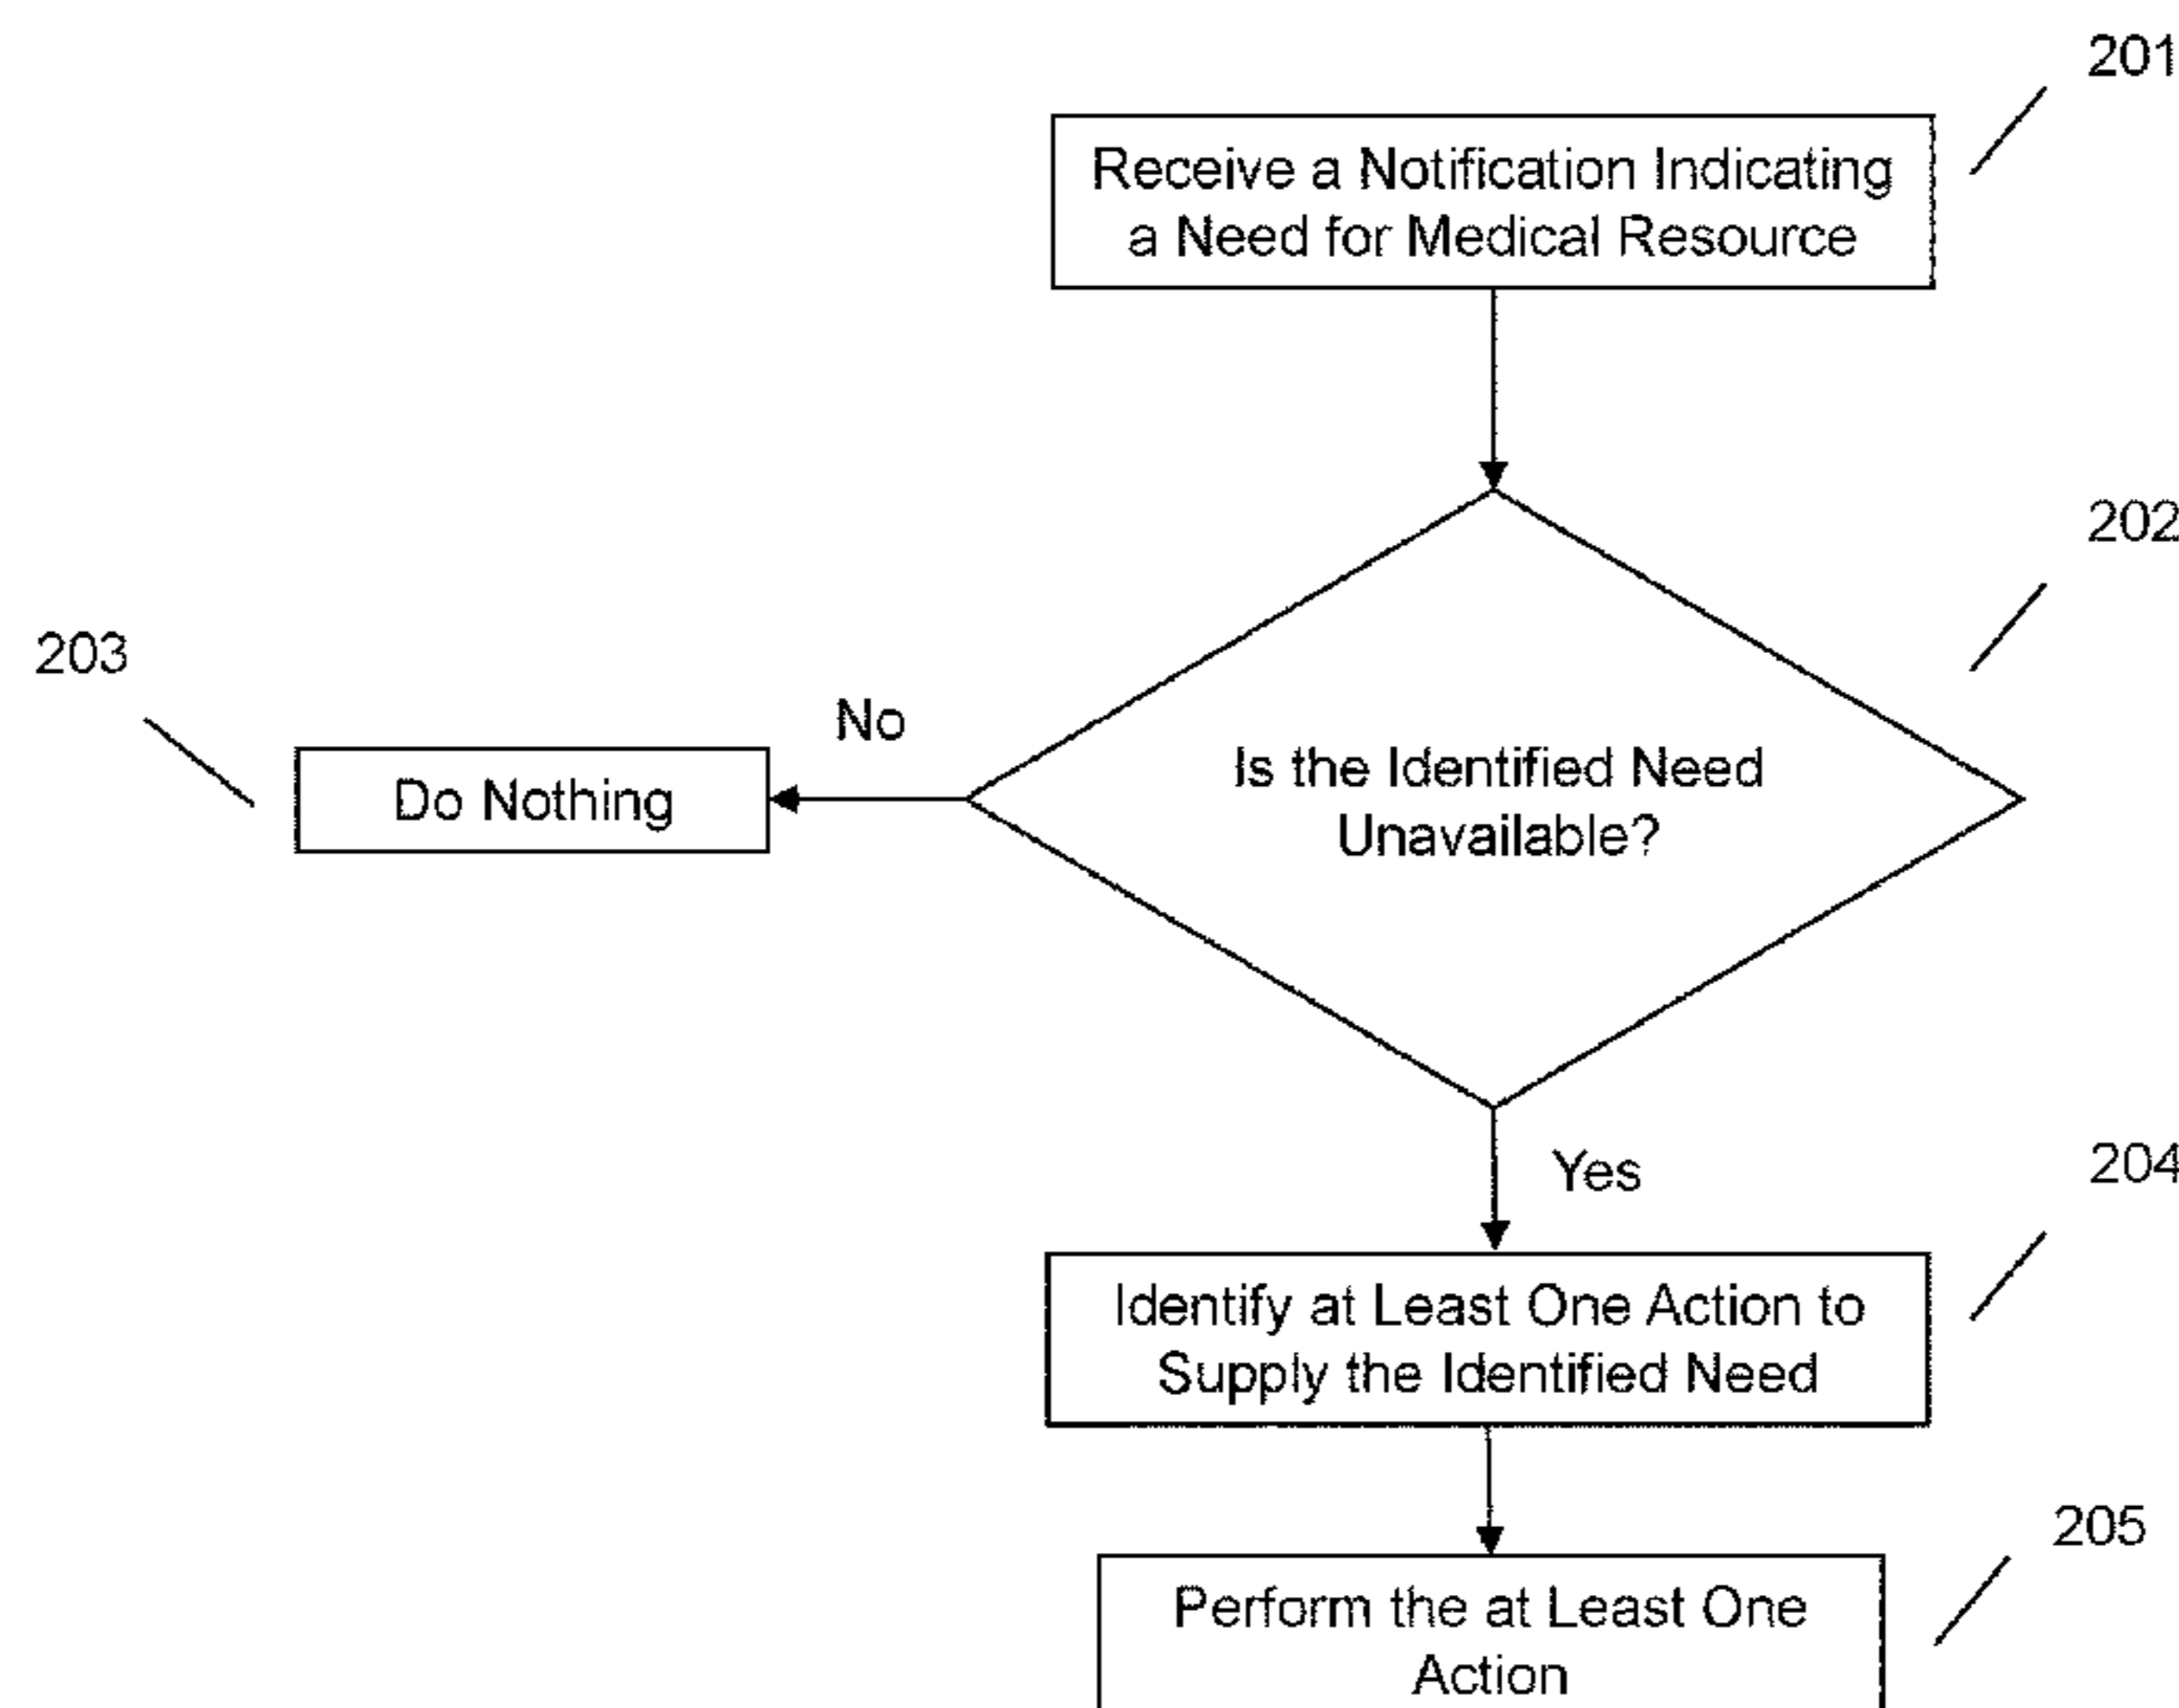 201
Receive a Notification Indicating
a Need for Medical Resource
202
203
No
Is the Identified Need
Unavailable?
Do Nothing
Yes
204
Identify at Least One Action to
Supply the Identified Need
205
Perform the at Least One
Action